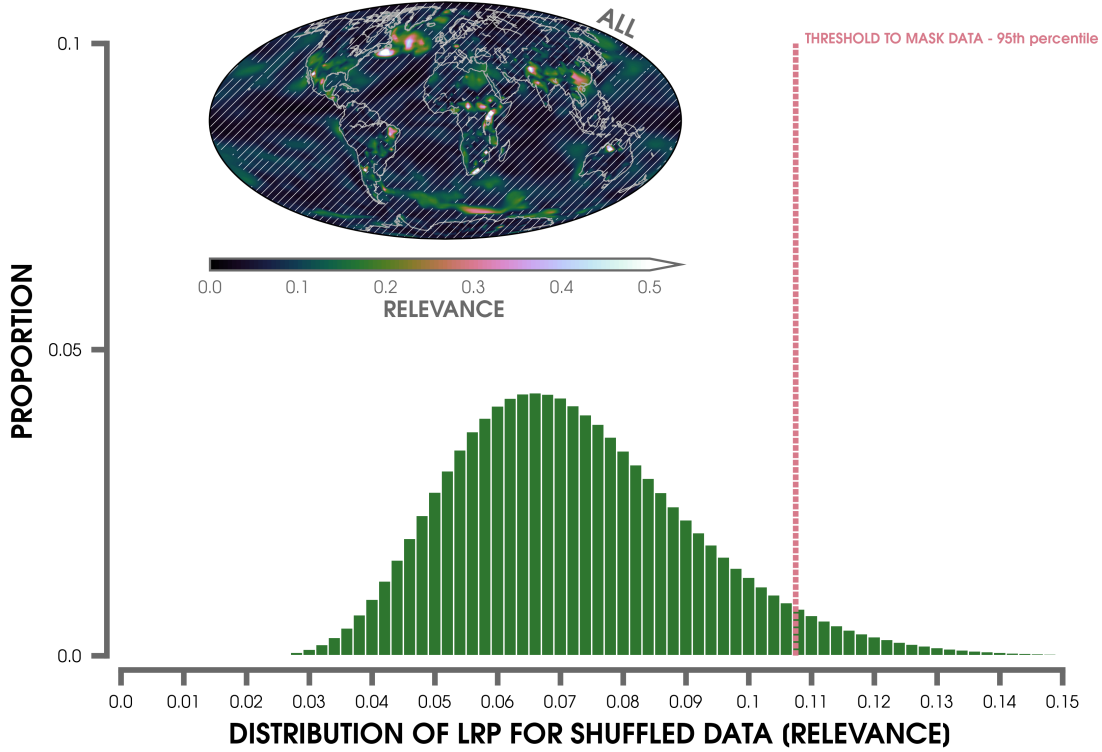 ALL
0.1
THRESHOLD TO MASK DATA - 95th percentile
0.0 0.1 0.2 0.3 0.4 0.5
RELEVANCE
PROPORTION
0.05
0.0
0.0 0.01 0.02 0.03 0.04 0.05 0.06 0.07 0.08 0.09 0.1 0.11 0.12 0.13 0.14 0.15
DISTRIBUTION OF LRP FOR SHUFFLED DATA (RELEVANCE)